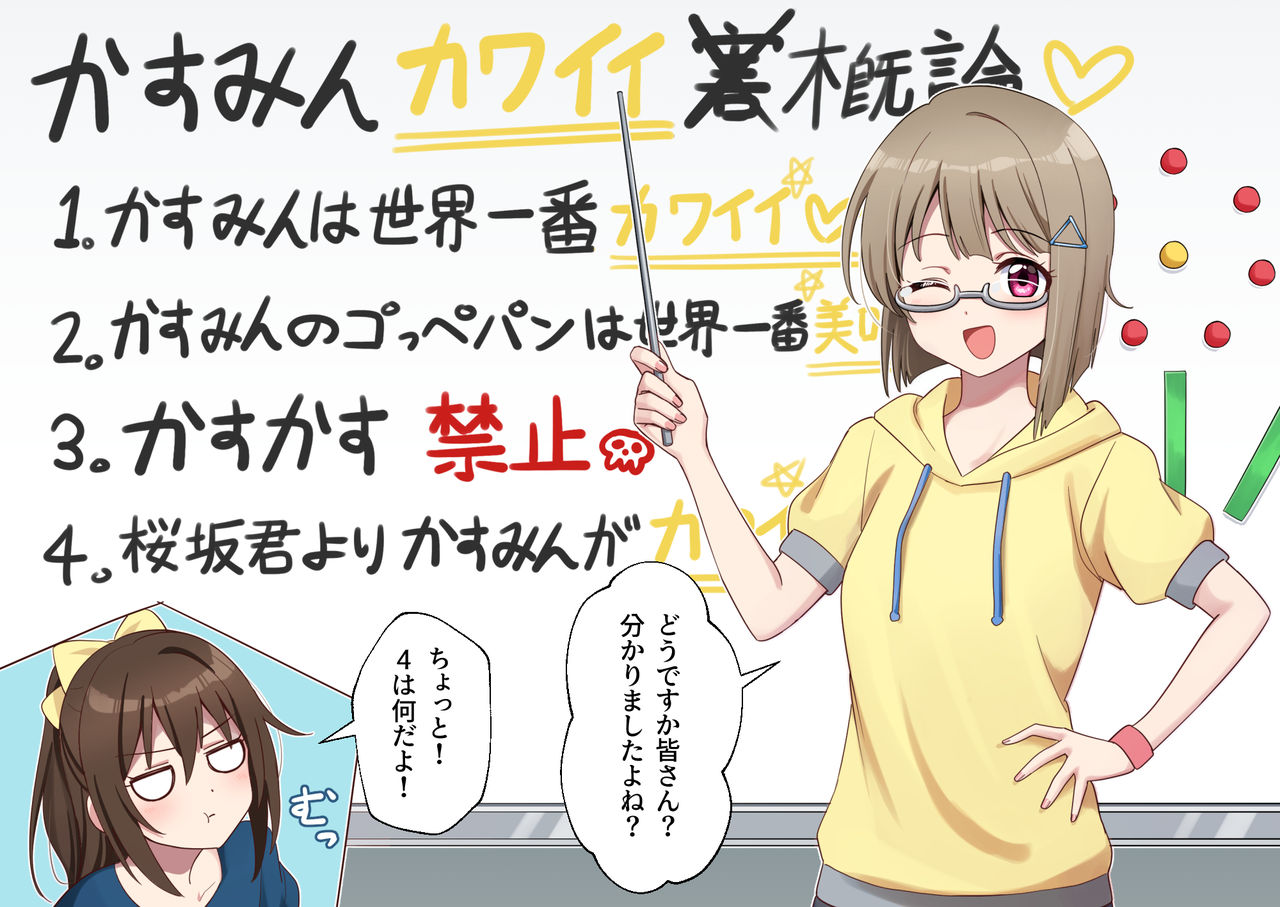 かすみんカワイイ概論♡
1。かすみんは世界一番カワイイ♡
2。かすみんのコッペパンは世界一番美
3。かすかす禁止
4。桜坂君よりかすみんがカワイ
どうですか皆さん？
分かりましたよね？
ちょっと！
4は何だよ！
むっ